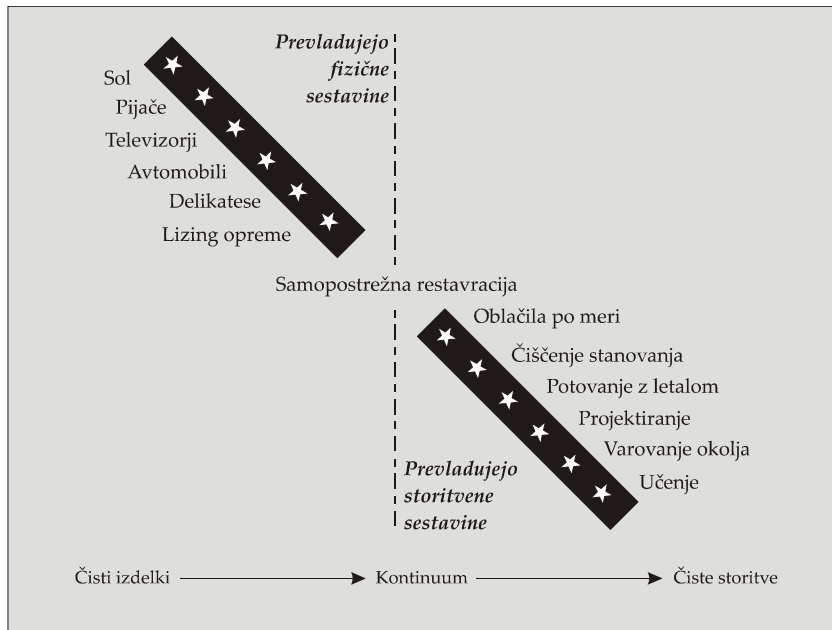 Prevladujejo
fizične
sestavine
Sol
Pijače
Televizorji
Avtomobili
Delikatese
Lizing opreme
Samopostrežna restavracija
Oblačila po meri
Čiščenje stanovanja
Potovanje z letalom
Projektiranje
Varovanje okolja
Učenje
Prevladujejo
storitvene
sestavine
Čisti izdelki Kontinuum Čiste storitve